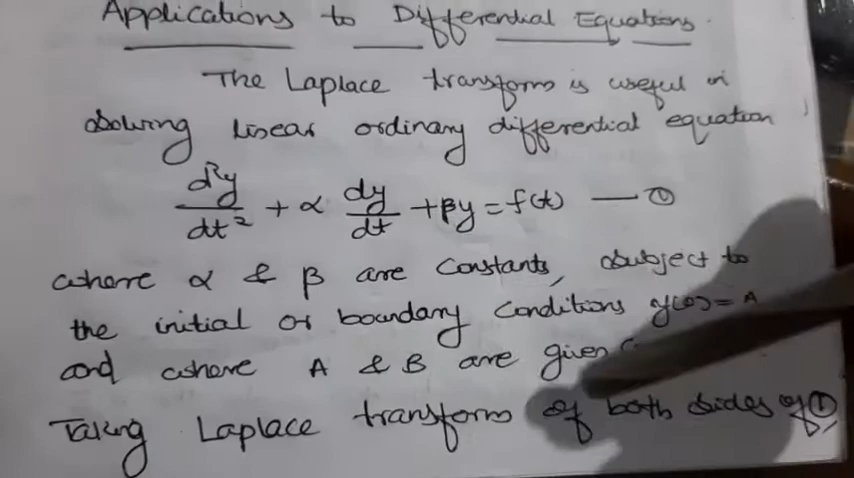 Applications to Differential Equations.
The Laplace transform is useful in
solving linear ordinary differential equation
d²y/dt² + α dy/dt + βy = f(t) — ①
where α & β are constants, subject to
the initial or boundary conditions y(0) = A
and where A & B are given
Taking Laplace transform of both sides of ①,